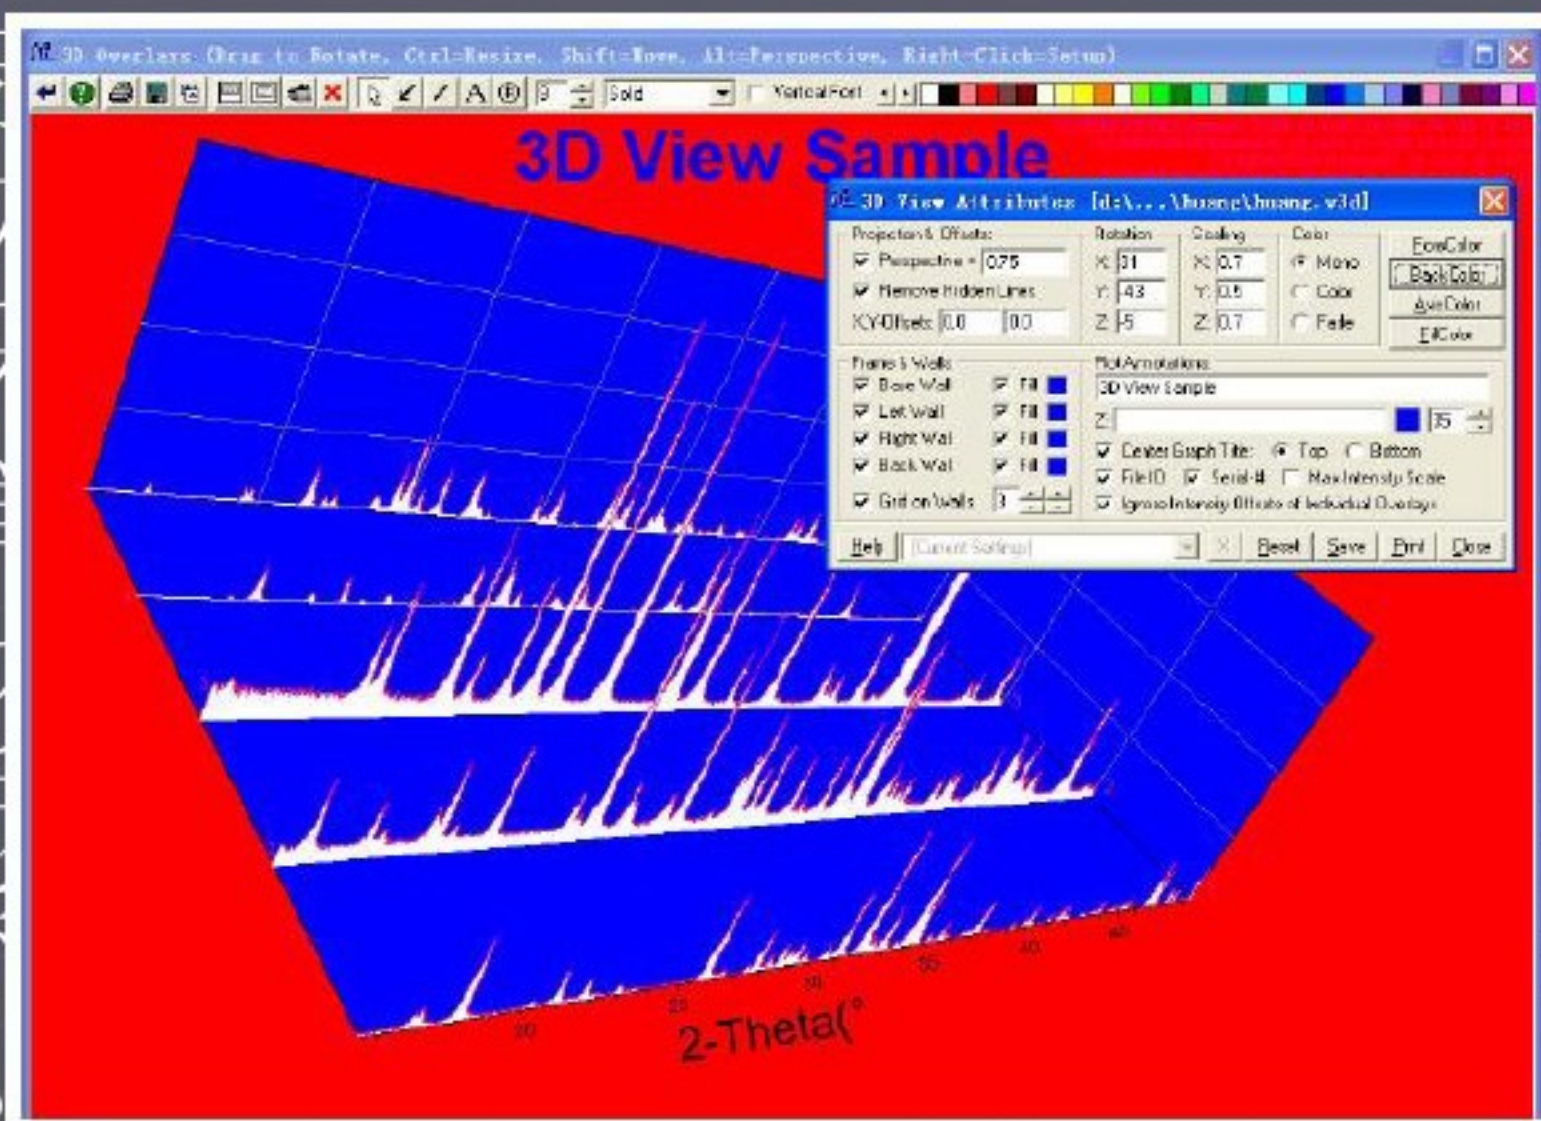 3D Overlays (Drag to Rotate, Ctrl=Resize, Shift=Move, Alt=Perspective, Right-Click=Setup)
A R 9 Solid Vertical Font
3D View Sample
3D View Attributes [d:\...\huang\huang.w3d]
Projection & Offsets: Rotation Scaling Color ForeColor
Perspective = 0.75 X: 31 X: 0.7 Mono BackColor
Remove Hidden Lines Y: -43 Y: 0.5 Color AxeColor
X,Y-Offsets: 0.0 0.0 Z: -5 Z: 0.7 Fade FillColor
Frame & Walls Plot Annotations:
Base Wall Fill 3D View Sample
Left Wall Fill Z: 35
Right Wall Fill Center Graph Title: Top Bottom
Back Wall Fill File ID Serial-# Max Intensity Scale
Grid on Walls 3 Ignore Intensity Offsets of Individual Overlays
Help [Current Settings] X Reset Save Print Close
20 25 30 35 40 45
2-Theta(°